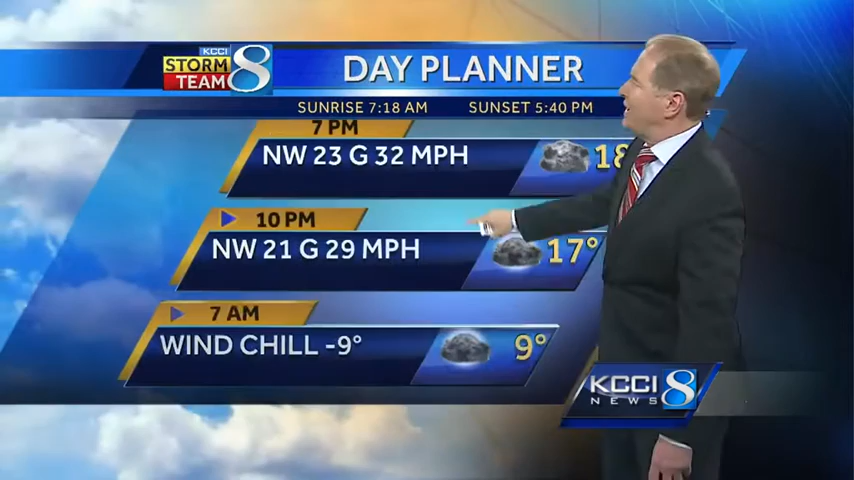 KCCI
STORM
TEAM 8
DAY PLANNER
SUNRISE 7:18 AM SUNSET 5:40 PM
7 PM
NW 23 G 32 MPH 18
10 PM
NW 21 G 29 MPH 17°
7 AM
WIND CHILL -9° 9°
KCCI 8
NEWS